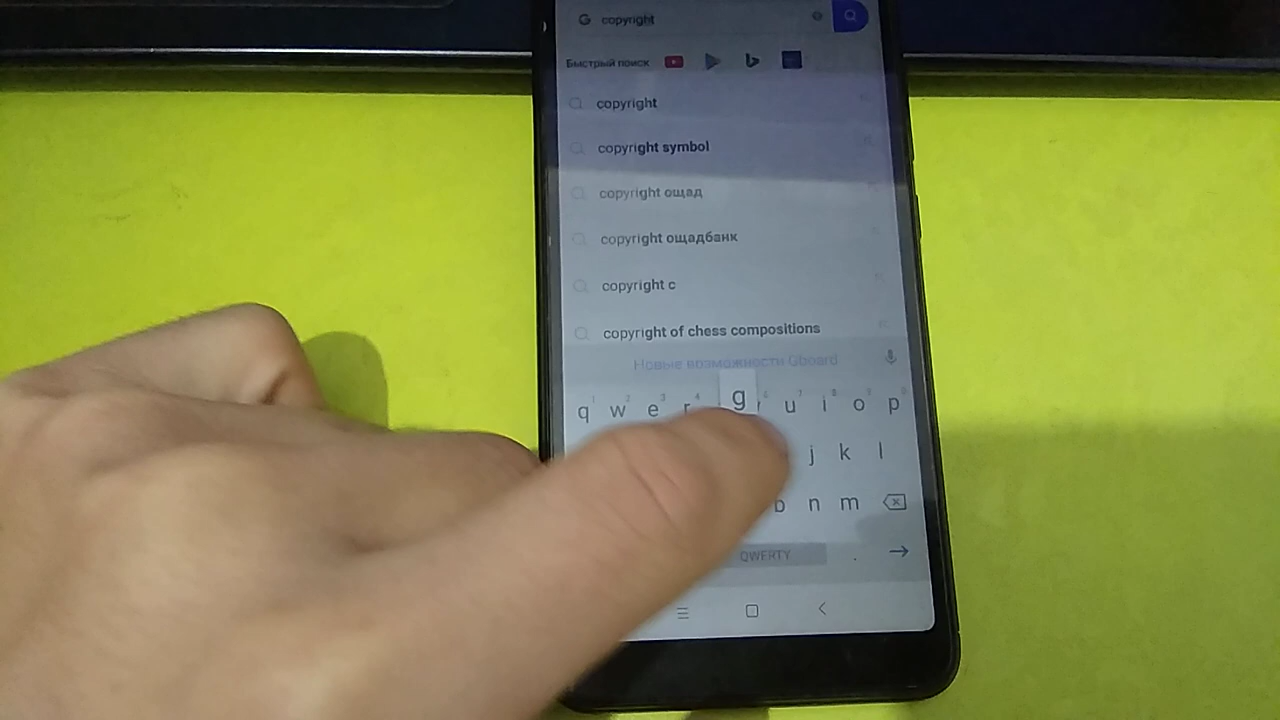 G copyright
Быстрый поиск
copyright
copyright symbol
copyright ощад
copyright ощадбанк
copyright c
copyright of chess compositions
Новые возможности Gboard
g
q w e r u i o p
j k l
b n m
QWERTY .